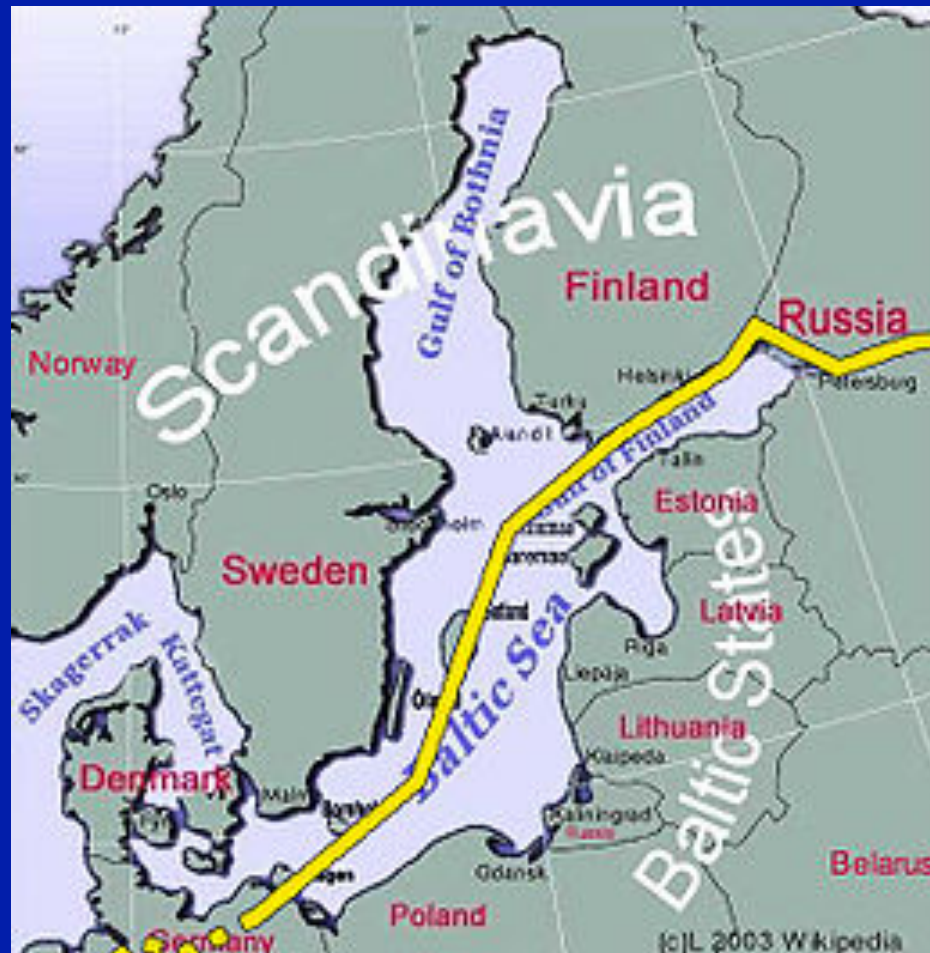 Gulf of Bothnia
Scandinavia
Finland
Russia
Norway
Helsinki
Petersburg
Turku
Gulf of Finland
Tallin
Oslo
Estonia
Sweden
Baltic States
Latvia
Skagerrak
Kattegat
Baltic Sea
Riga
Liepaja
Lithuania
Klaipeda
Denmark
Kaliningrad
Russia
Gdansk
Belarus
Poland
Germany
(c)L 2003 Wikipedia